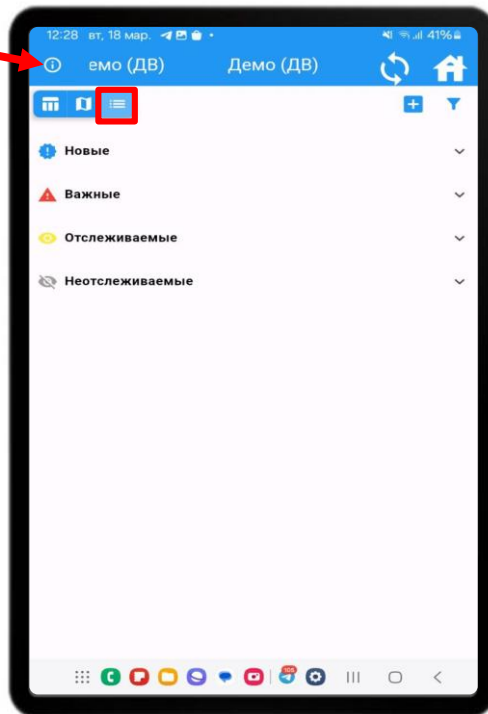 12:28 вт, 18 мар. 41%
емо (ДВ) Демо (ДВ)
Новые
Важные
Отслеживаемые
Неотслеживаемые